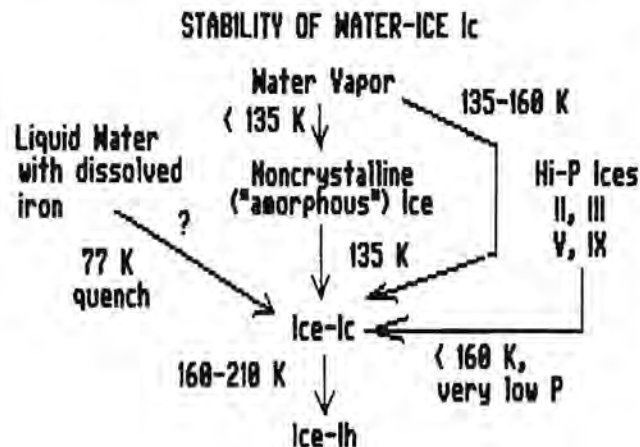 STABILITY OF WATER-ICE Ic
Water Vapor
< 135 K
135-160 K
Liquid Water
with dissolved
iron
Noncrystalline
("amorphous") Ice
Hi-P Ices
II, III
V, IX
?
77 K
quench
135 K
Ice-Ic
< 160 K,
very low P
160-210 K
Ice-Ih